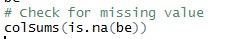 # Check for missing value
colSums(is.na(be))